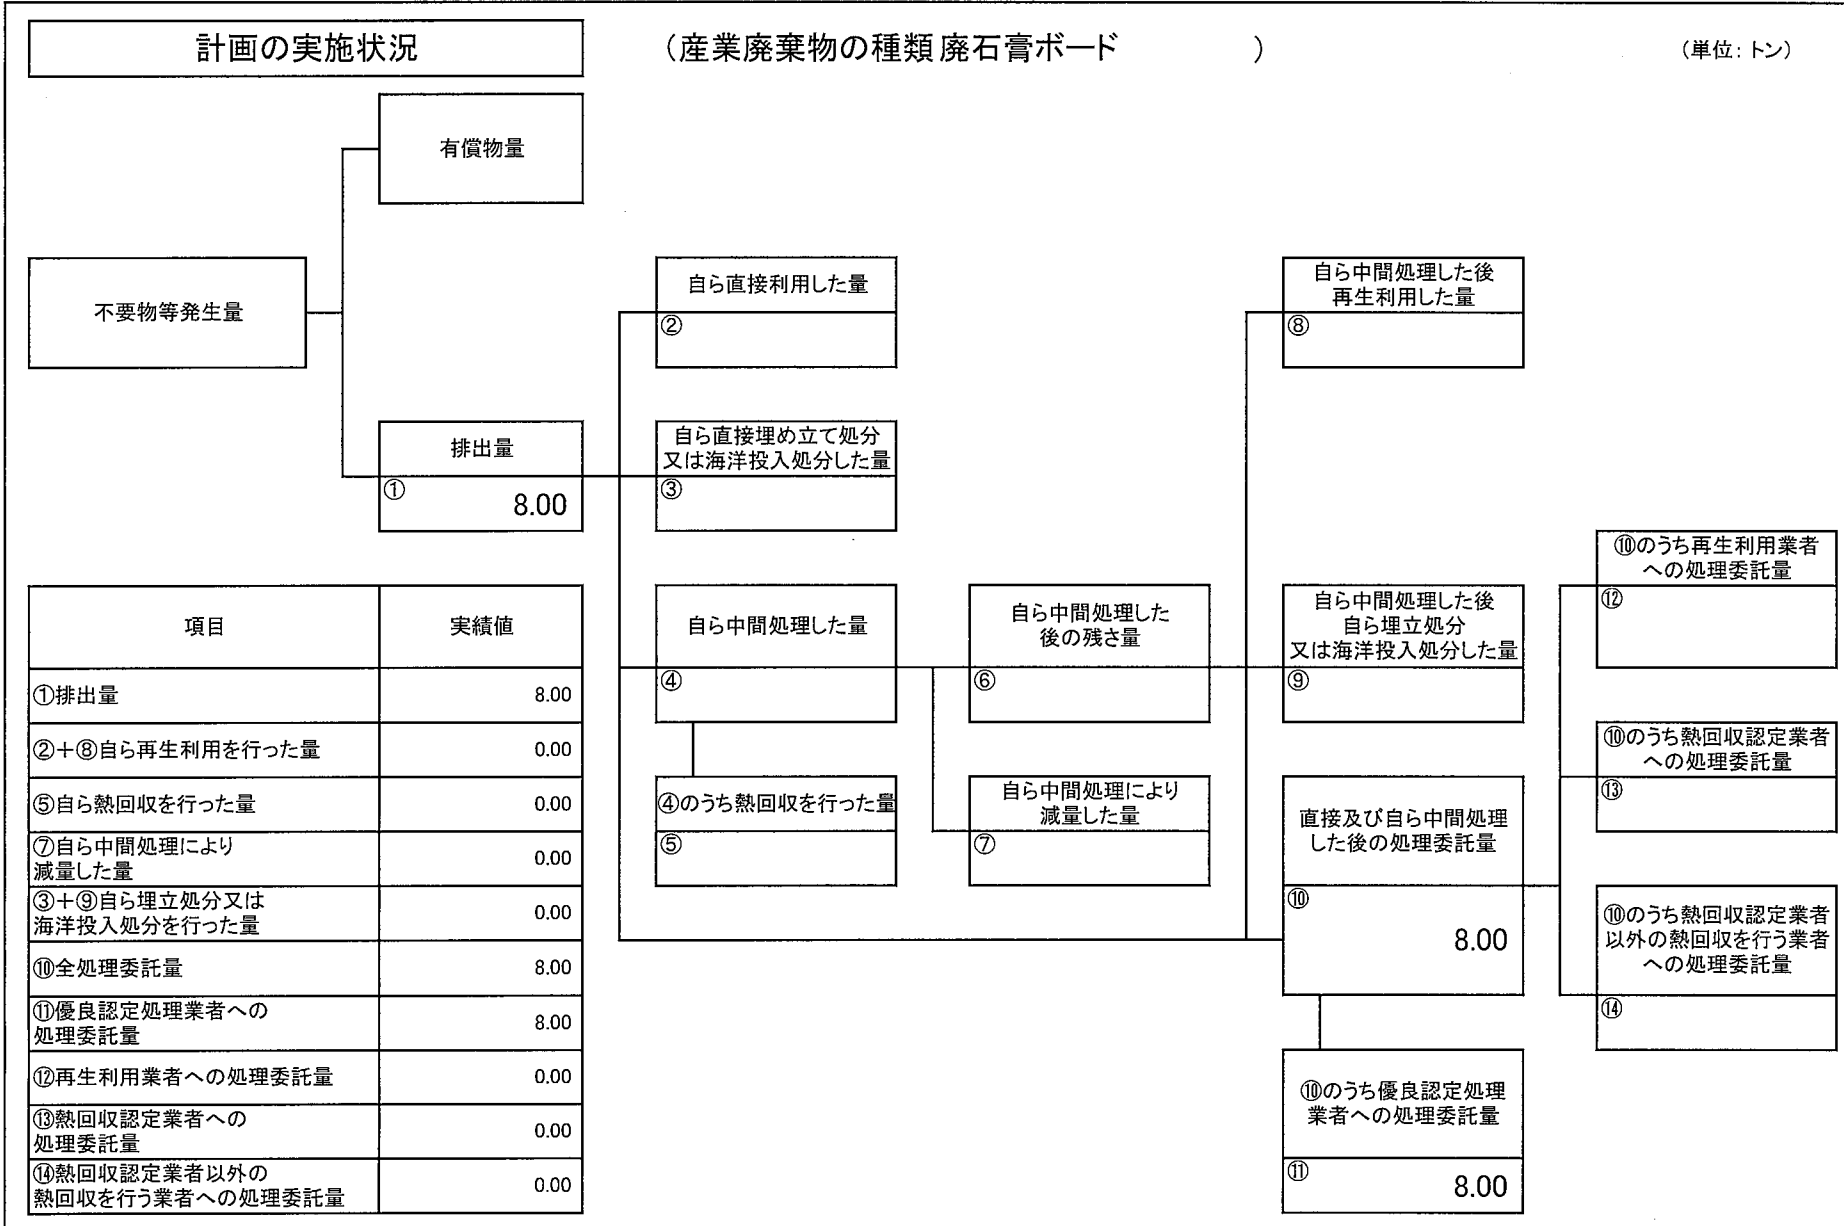 計画の実施状況
(産業廃棄物の種類 廃石膏ボード )
(単位：トン)
有償物量
不要物等発生量
自ら直接利用した量
②
自ら中間処理した後
再生利用した量
⑧
排出量
①
8.00
自ら直接埋め立て処分
又は海洋投入処分した量
③
⑩のうち再生利用業者
への処理委託量
⑫
自ら中間処理した量
④
自ら中間処理した
後の残さ量
⑥
自ら中間処理した後
自ら埋立処分
又は海洋投入処分した量
⑨
⑩のうち熱回収認定業者
への処理委託量
⑬
④のうち熱回収を行った量
⑤
自ら中間処理により
減量した量
⑦
直接及び自ら中間処理
した後の処理委託量
⑩
8.00
⑩のうち熱回収認定業者
以外の熱回収を行う業者
への処理委託量
⑭
⑩のうち優良認定処理
業者への処理委託量
⑪
8.00
項目 実績値
①排出量 8.00
②＋⑧自ら再生利用を行った量 0.00
⑤自ら熱回収を行った量 0.00
⑦自ら中間処理により
減量した量 0.00
③＋⑨自ら埋立処分又は
海洋投入処分を行った量 0.00
⑩全処理委託量 8.00
⑪優良認定処理業者への
処理委託量 8.00
⑫再生利用業者への処理委託量 0.00
⑬熱回収認定業者への
処理委託量 0.00
⑭熱回収認定業者以外の
熱回収を行う業者への処理委託量 0.00